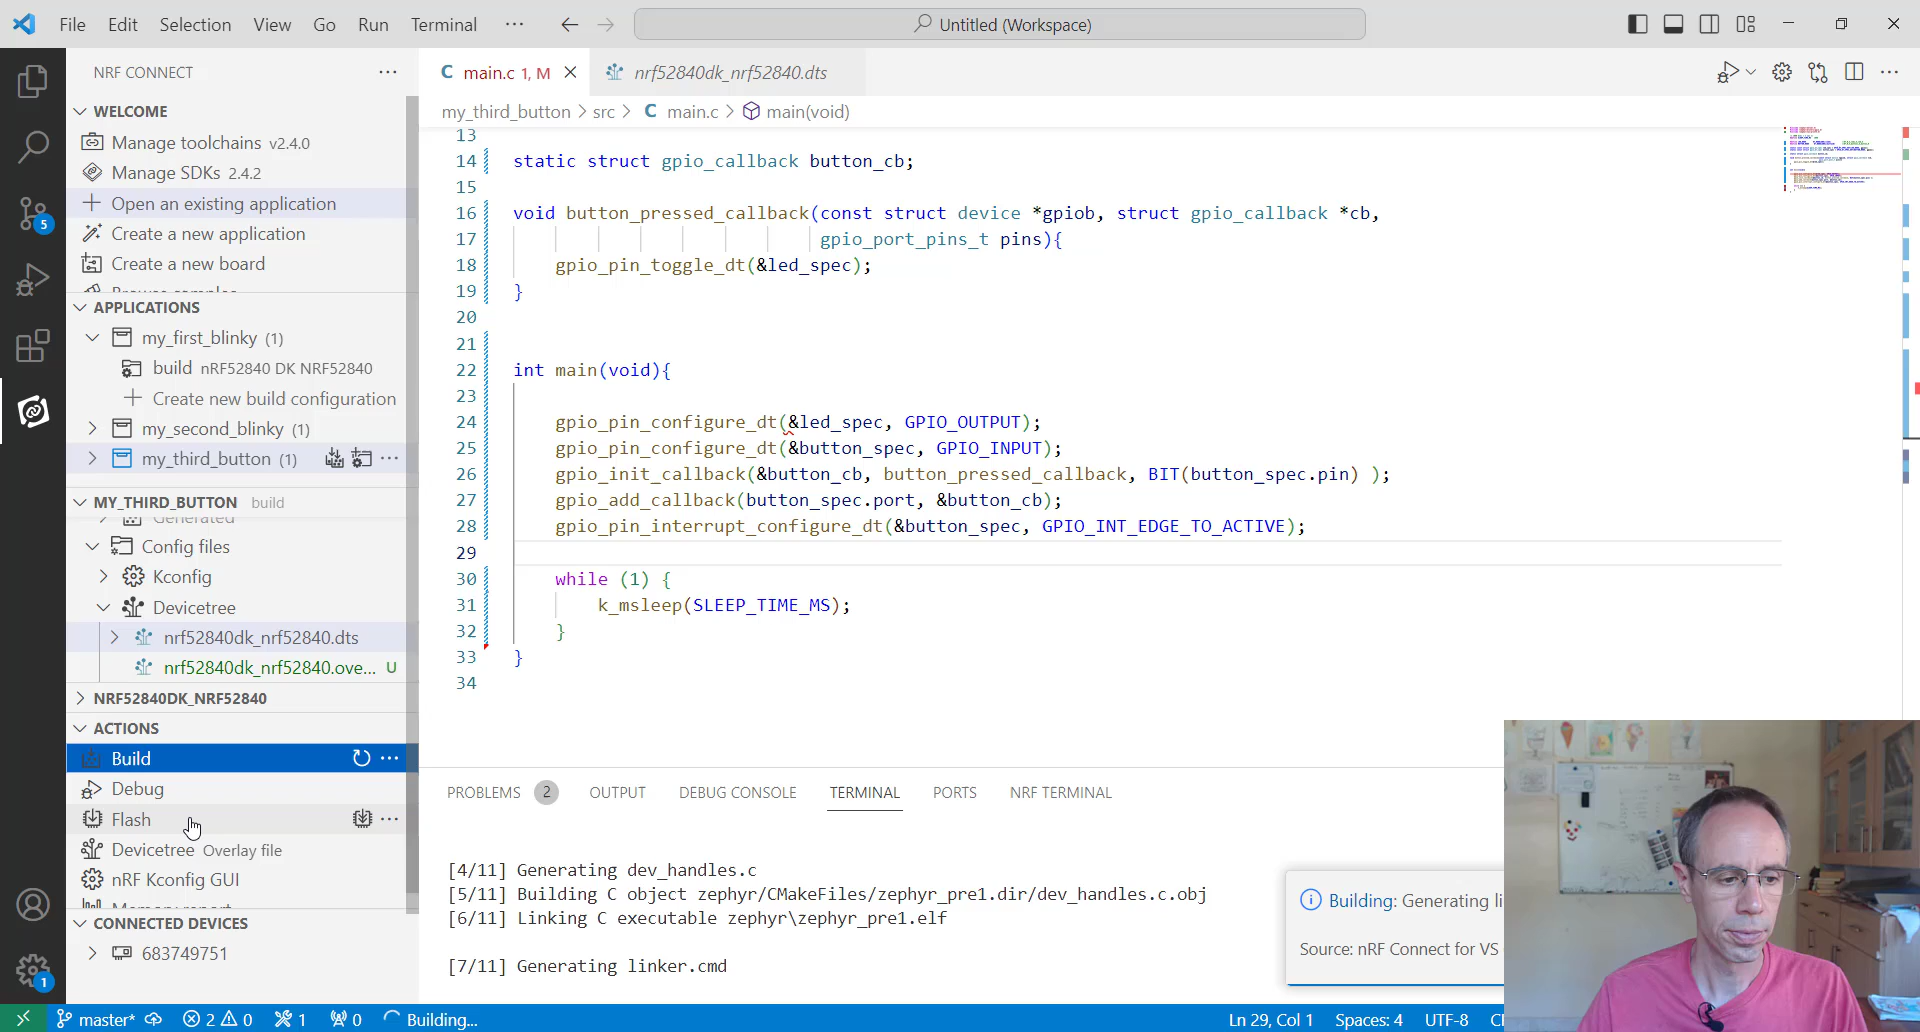 File Edit Selection View Go Run Terminal ··· Untitled (Workspace)
NRF CONNECT ···
WELCOME
Manage toolchains v2.4.0
Manage SDKs 2.4.2
Open an existing application
Create a new application
Create a new board
APPLICATIONS
my_first_blinky (1)
build nRF52840 DK NRF52840
Create new build configuration
my_second_blinky (1)
my_third_button (1) ···
MY_THIRD_BUTTON build
Generated
Config files
Kconfig
Devicetree
nrf52840dk_nrf52840.dts
nrf52840dk_nrf52840.ove... U
NRF52840DK_NRF52840
ACTIONS
Build ···
Debug
Flash ···
Devicetree Overlay file
nRF Kconfig GUI
Memory report
CONNECTED DEVICES
683749751
5
1
C main.c 1, M nrf52840dk_nrf52840.dts
my_third_button > src > C main.c > main(void)
13
14 static struct gpio_callback button_cb;
15
16 void button_pressed_callback(const struct device *gpiob, struct gpio_callback *cb,
17 gpio_port_pins_t pins){
18 gpio_pin_toggle_dt(&led_spec);
19 }
20
21
22 int main(void){
23
24 gpio_pin_configure_dt(&led_spec, GPIO_OUTPUT);
25 gpio_pin_configure_dt(&button_spec, GPIO_INPUT);
26 gpio_init_callback(&button_cb, button_pressed_callback, BIT(button_spec.pin) );
27 gpio_add_callback(button_spec.port, &button_cb);
28 gpio_pin_interrupt_configure_dt(&button_spec, GPIO_INT_EDGE_TO_ACTIVE);
29
30 while (1) {
31 k_msleep(SLEEP_TIME_MS);
32 }
33 }
34
PROBLEMS 2 OUTPUT DEBUG CONSOLE TERMINAL PORTS NRF TERMINAL
[4/11] Generating dev_handles.c
[5/11] Building C object zephyr/CMakeFiles/zephyr_pre1.dir/dev_handles.c.obj
[6/11] Linking C executable zephyr\zephyr_pre1.elf
[7/11] Generating linker.cmd
Building: Generating li
Source: nRF Connect for VS
master* 2 0 1 0 Building... Ln 29, Col 1 Spaces: 4 UTF-8